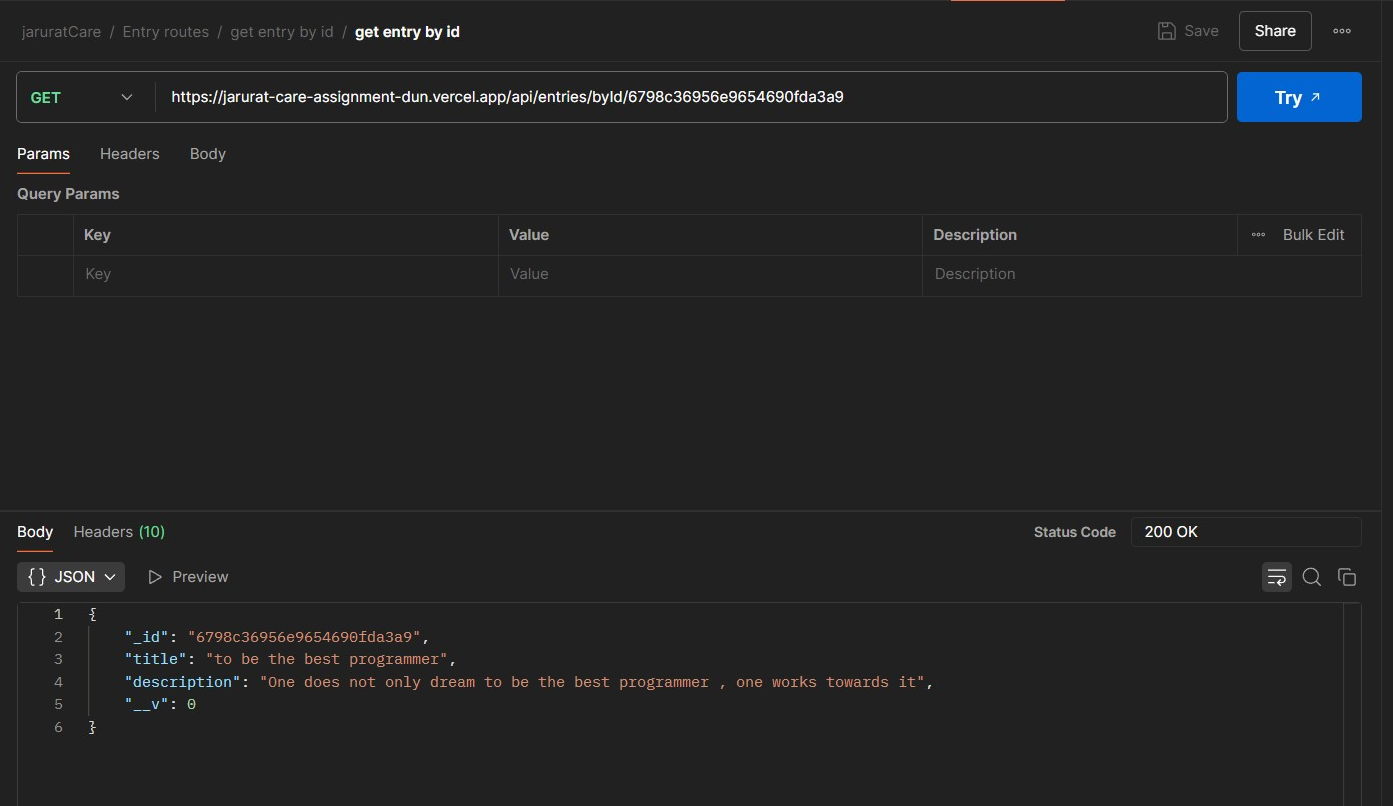 jaruratCare / Entry routes / get entry by id / get entry by id Save Share
GET https://jarurat-care-assignment-dun.vercel.app/api/entries/byId/6798c36956e9654690fda3a9 Try
Params Headers Body
Query Params
Key Value Description Bulk Edit
Key Value Description
Body Headers (10) Status Code 200 OK
{} JSON Preview
1 {
2 "_id": "6798c36956e9654690fda3a9",
3 "title": "to be the best programmer",
4 "description": "One does not only dream to be the best programmer , one works towards it",
5 "__v": 0
6 }